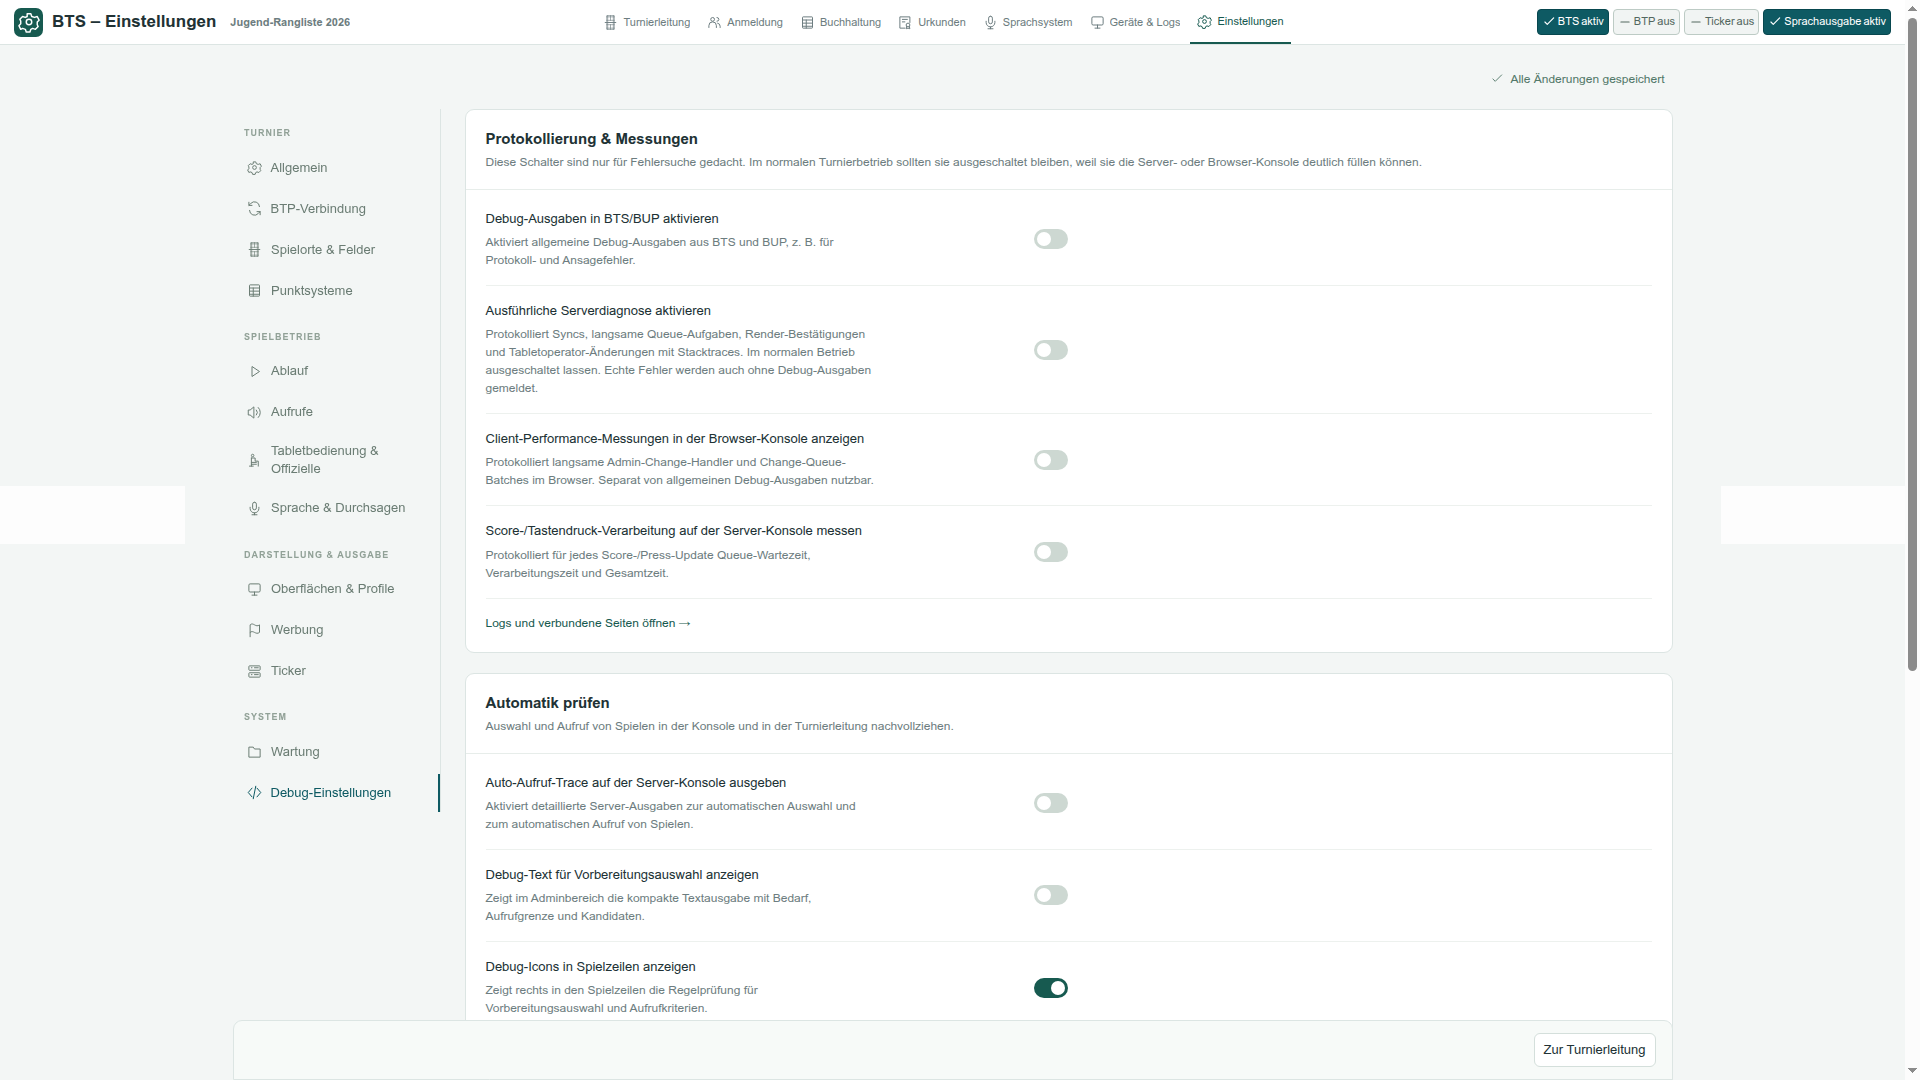 BTS – Einstellungen
Jugend-Rangliste 2026
Turnierleitung
Anmeldung
Buchhaltung
Urkunden
Sprachsystem
Geräte & Logs
Einstellungen
BTS aktiv
BTP aus
Ticker aus
Sprachausgabe aktiv
Alle Änderungen gespeichert
TURNIER
Allgemein
BTP-Verbindung
Spielorte & Felder
Punktsysteme
SPIELBETRIEB
Ablauf
Aufrufe
Tabletbedienung &
Offizielle
Sprache & Durchsagen
DARSTELLUNG & AUSGABE
Oberflächen & Profile
Werbung
Ticker
SYSTEM
Wartung
Debug-Einstellungen
Protokollierung & Messungen
Diese Schalter sind nur für Fehlersuche gedacht. Im normalen Turnierbetrieb sollten sie ausgeschaltet bleiben, weil sie die Server- oder Browser-Konsole deutlich füllen können.
Debug-Ausgaben in BTS/BUP aktivieren
Aktiviert allgemeine Debug-Ausgaben aus BTS und BUP, z. B. für
Protokoll- und Ansagefehler.
Ausführliche Serverdiagnose aktivieren
Protokolliert Syncs, langsame Queue-Aufgaben, Render-Bestätigungen
und Tabletoperator-Änderungen mit Stacktraces. Im normalen Betrieb
ausgeschaltet lassen. Echte Fehler werden auch ohne Debug-Ausgaben
gemeldet.
Client-Performance-Messungen in der Browser-Konsole anzeigen
Protokolliert langsame Admin-Change-Handler und Change-Queue-
Batches im Browser. Separat von allgemeinen Debug-Ausgaben nutzbar.
Score-/Tastendruck-Verarbeitung auf der Server-Konsole messen
Protokolliert für jedes Score-/Press-Update Queue-Wartezeit,
Verarbeitungszeit und Gesamtzeit.
Logs und verbundene Seiten öffnen →
Automatik prüfen
Auswahl und Aufruf von Spielen in der Konsole und in der Turnierleitung nachvollziehen.
Auto-Aufruf-Trace auf der Server-Konsole ausgeben
Aktiviert detaillierte Server-Ausgaben zur automatischen Auswahl und
zum automatischen Aufruf von Spielen.
Debug-Text für Vorbereitungsauswahl anzeigen
Zeigt im Adminbereich die kompakte Textausgabe mit Bedarf,
Aufrufgrenze und Kandidaten.
Debug-Icons in Spielzeilen anzeigen
Zeigt rechts in den Spielzeilen die Regelprüfung für
Vorbereitungsauswahl und Aufrufkriterien.
Zur Turnierleitung